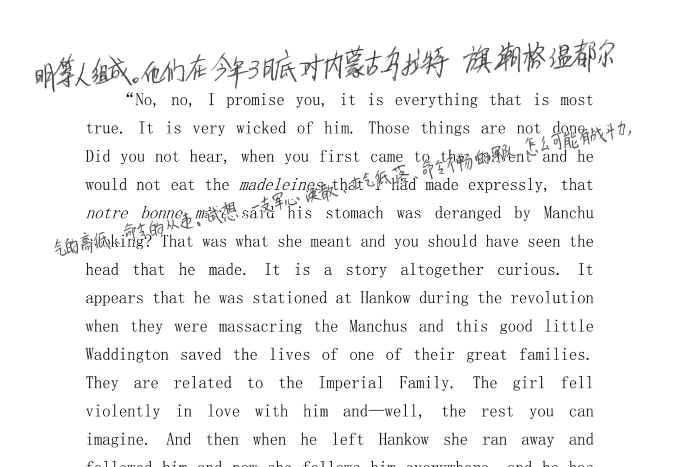 明等人组成。他们在今年3月底对内蒙古乌拉特 旗潮格温都尔
“No, no, I promise you, it is everything that is most
true. It is very wicked of him. Those things are not done.
Did you not hear, when you first came to the convent and he
would not eat the madeleines that I had made expressly, that
notre bonne mère said his stomach was deranged by Manchu
气的高低、命令的从违。试想,一支军心涣散、士气低落、命令不畅的军队,怎么可能有战斗力,
cooking? That was what she meant and you should have seen the
head that he made. It is a story altogether curious. It
appears that he was stationed at Hankow during the revolution
when they were massacring the Manchus and this good little
Waddington saved the lives of one of their great families.
They are related to the Imperial Family. The girl fell
violently in love with him and—well, the rest you can
imagine. And then when he left Hankow she ran away and
followed him and now she follows him everywhere, and he has